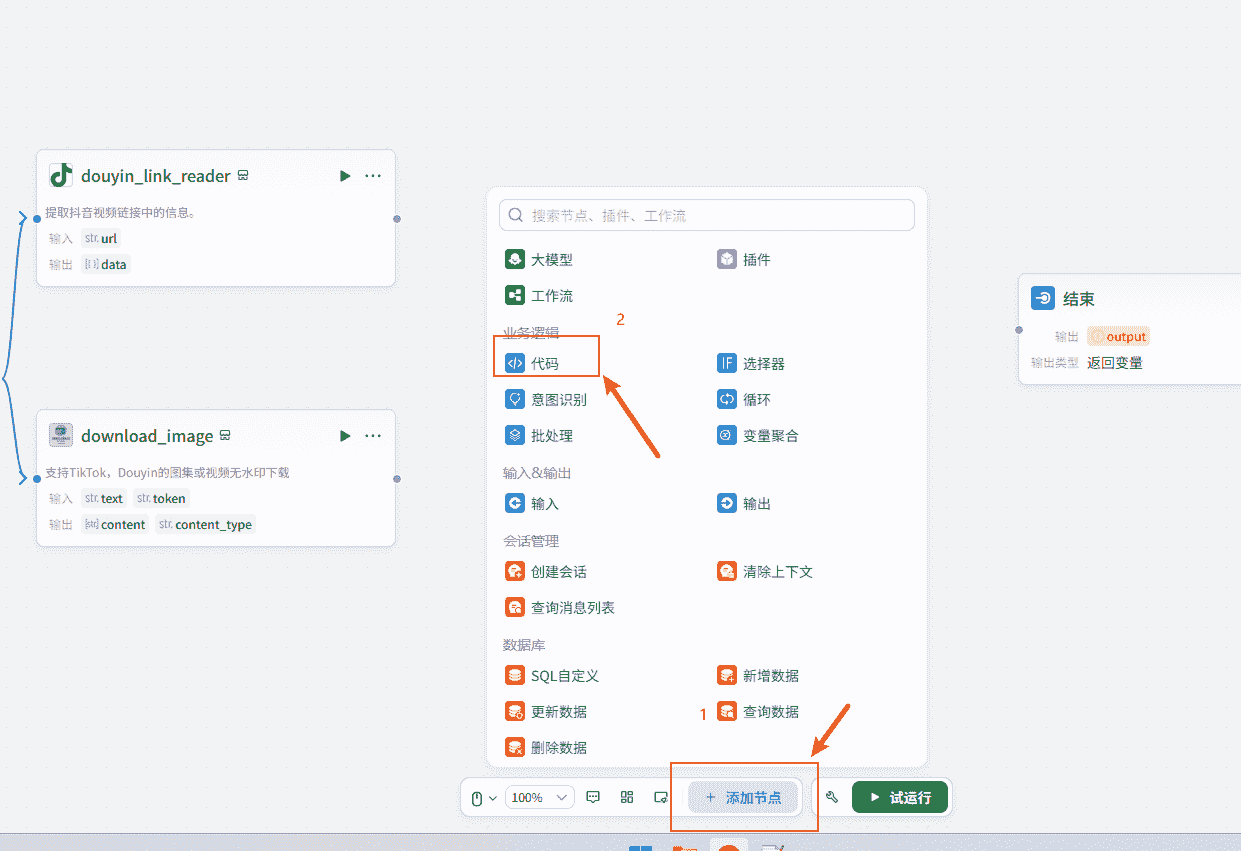 douyin_link_reader
提取抖音视频链接中的信息。
输入 str. url
输出 [{}] data
download_image
支持TikTok，Douyin的图集或视频无水印下载
输入 str. text str. token
输出 [str] content str. content_type
搜索节点、插件、工作流
大模型 插件
工作流
业务逻辑 2
代码 IF 选择器
意图识别 循环
批处理 变量聚合
输入&输出
输入 输出
会话管理
创建会话 清除上下文
查询消息列表
数据库
SQL自定义 新增数据
更新数据 1 查询数据
删除数据
100% + 添加节点 试运行
结束
输出 output
输出类型 返回变量